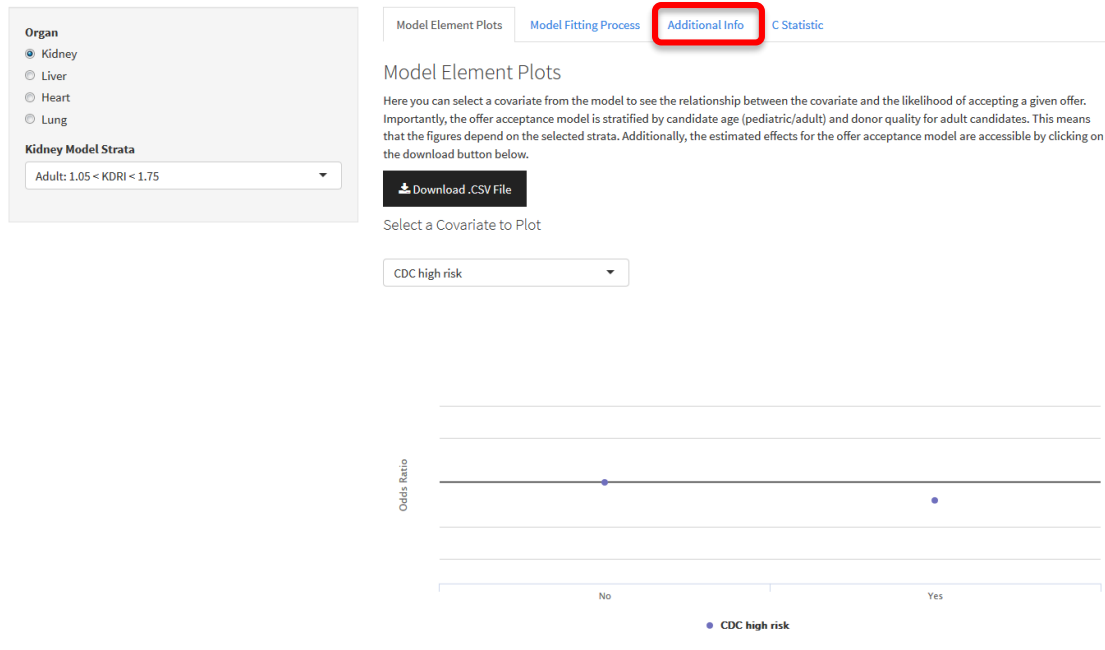 Organ
Kidney
Liver
Heart
Lung
Kidney Model Strata
Adult: 1.05 < KDRI < 1.75
Model Element Plots
Model Fitting Process
Additional Info
C Statistic
Model Element Plots
Here you can select a covariate from the model to see the relationship between the covariate and the likelihood of accepting a given offer.
Importantly, the offer acceptance model is stratified by candidate age (pediatric/adult) and donor quality for adult candidates. This means
that the figures depend on the selected strata. Additionally, the estimated effects for the offer acceptance model are accessible by clicking on
the download button below.
Download .CSV File
Select a Covariate to Plot
CDC high risk
Odds Ratio
No
Yes
CDC high risk